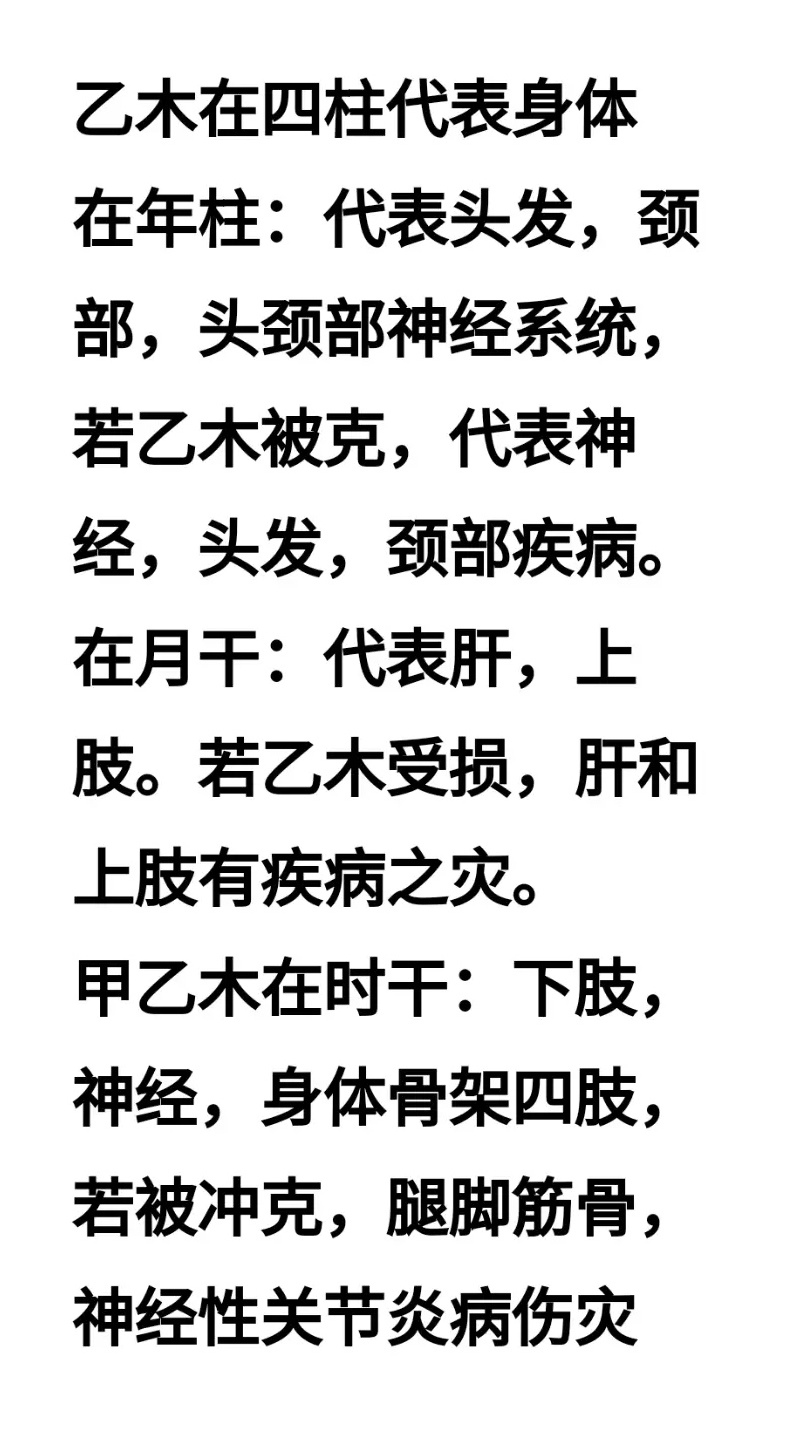 乙木在四柱代表身体
在年柱：代表头发，颈
部，头颈部神经系统，
若乙木被克，代表神
经，头发，颈部疾病。
在月干：代表肝，上
肢。若乙木受损，肝和
上肢有疾病之灾。
甲乙木在时干：下肢，
神经，身体骨架四肢，
若被冲克，腿脚筋骨，
神经性关节炎病伤灾